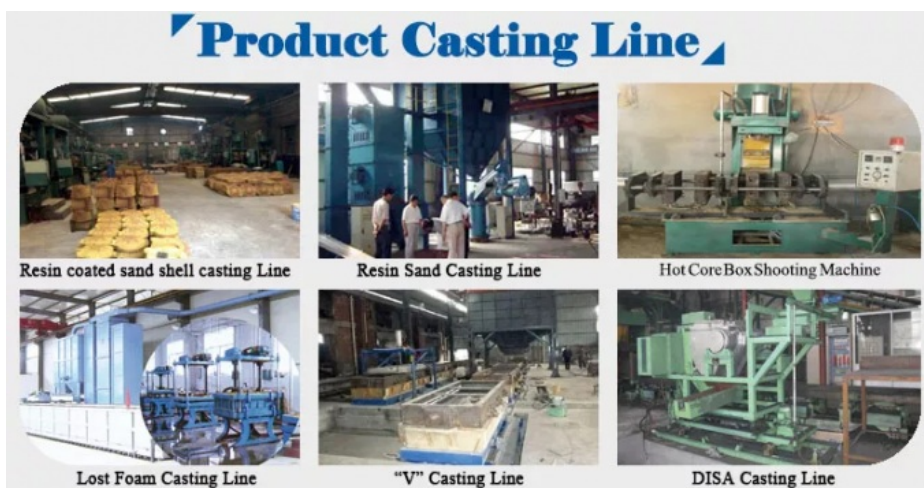 Product Casting Line
Resin coated sand shell casting Line
Resin Sand Casting Line
Hot Core Box Shooting Machine
Lost Foam Casting Line
“V” Casting Line
DISA Casting Line